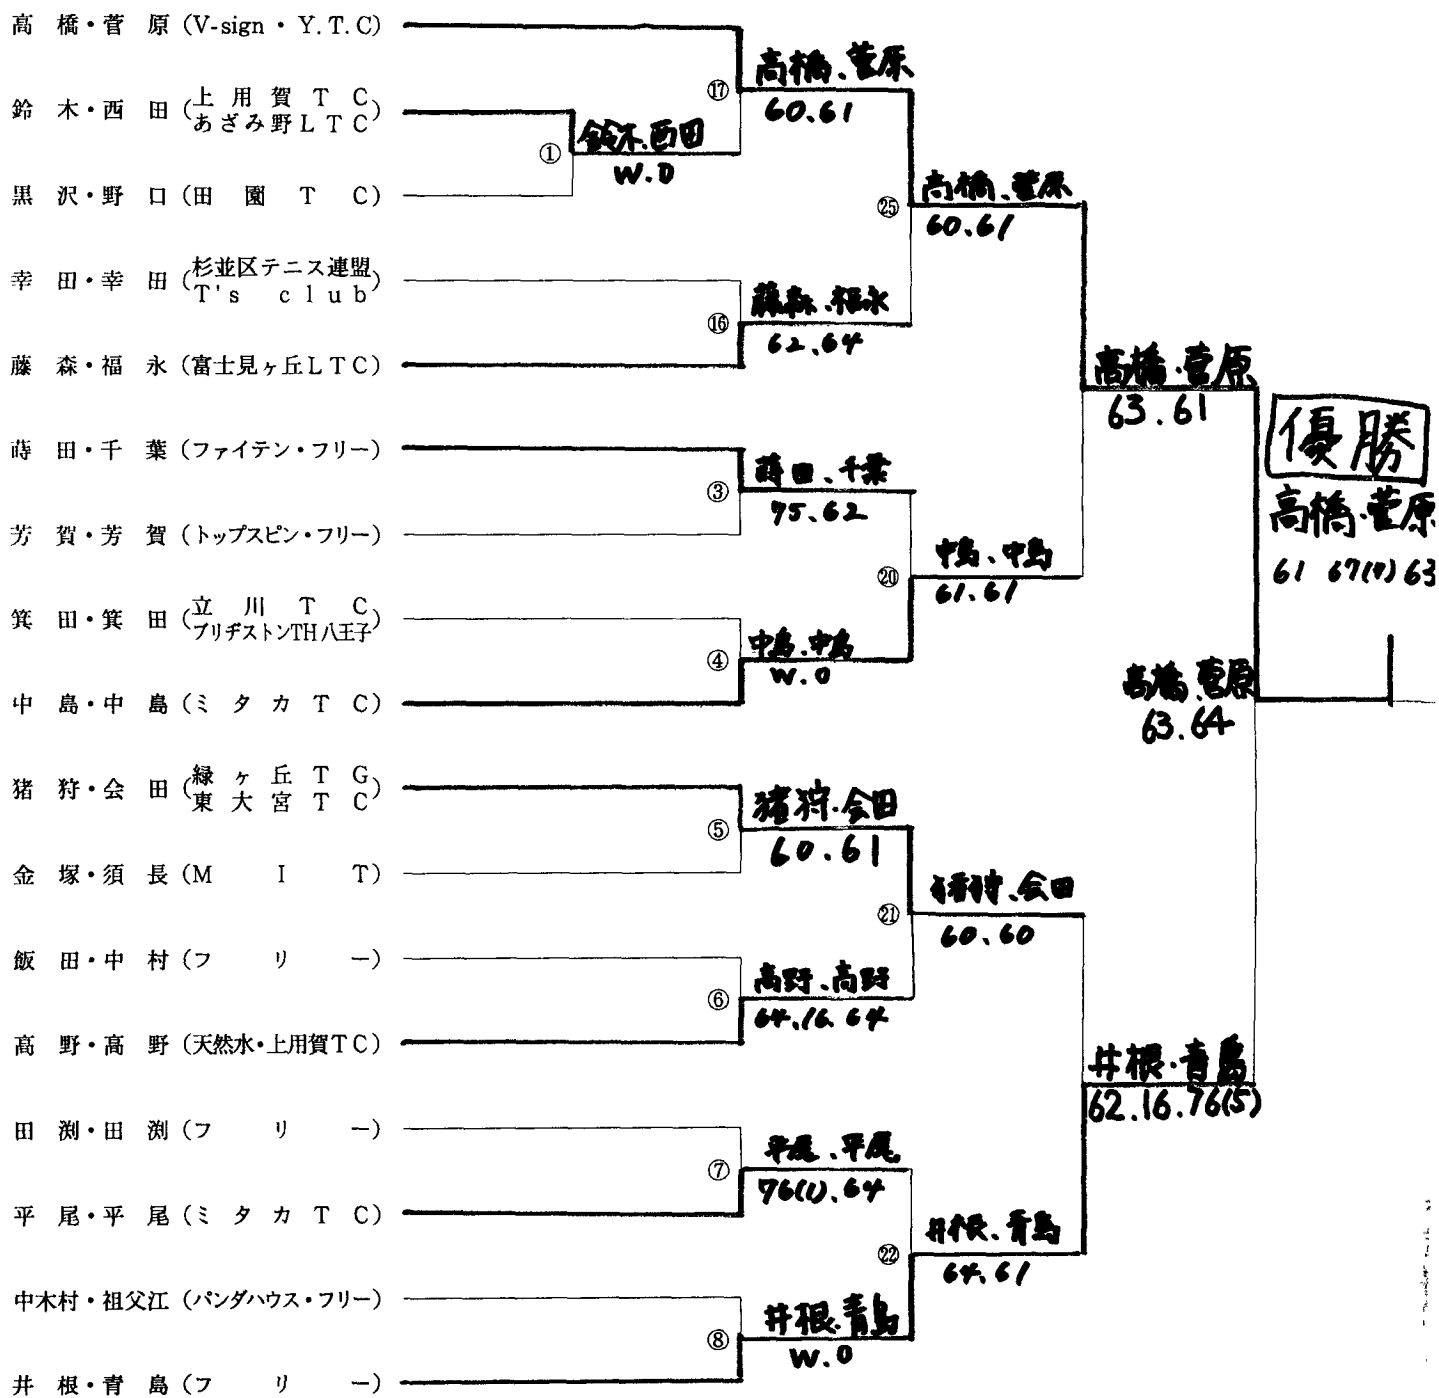 高橋・菅原 (V-sign・Y.T.C)
鈴木・西田 (上用賀TC
あざみ野LTC)
黒沢・野口 (田園TC)
幸田・幸田 (杉並区テニス連盟
T's club)
藤森・福永 (富士見ヶ丘LTC)
蒔田・千葉 (ファイテン・フリー)
芳賀・芳賀 (トップスピン・フリー)
箕田・箕田 (立川TC
ブリヂストンTH八王子)
中島・中島 (ミタカTC)
猪狩・会田 (緑ヶ丘TG
東大宮TC)
金塚・須長 (MIT)
飯田・中村 (フリー)
高野・高野 (天然水・上用賀TC)
田渕・田渕 (フリー)
平尾・平尾 (ミタカTC)
中木村・祖父江 (パンダハウス・フリー)
井根・青島 (フリー)
①
鈴木.西田
W.O
⑰
高橋、菅原
60.61
⑯
藤森、福永
62.64
③
蒔田、千葉
75.62
④
中島.中島
W.O
⑤
猪狩.会田
60.61
⑥
高野、高野
64.16.64
⑦
平尾、平尾
76(1).64
⑧
井根.青島
W.O
㉕
高橋、菅原
60.61
⑳
中島、中島
61.61
㉑
猪狩、会田
60.60
㉒
井根、青島
64.61
高橋.菅原
63.61
井根.青島
62.16.76(5)
高橋.菅原
63.64
優勝
高橋.菅原
61 67(7) 63